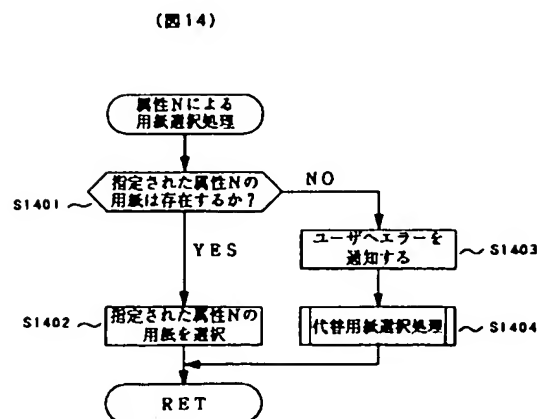 (図14)
属性Nによる
用紙選択処理
指定された属性Nの
用紙は存在するか?
S1401
NO
YES
ユーザへエラーを
通知する
S1403
S1402
指定された属性Nの
用紙を選択
代替用紙選択処理
S1404
RET